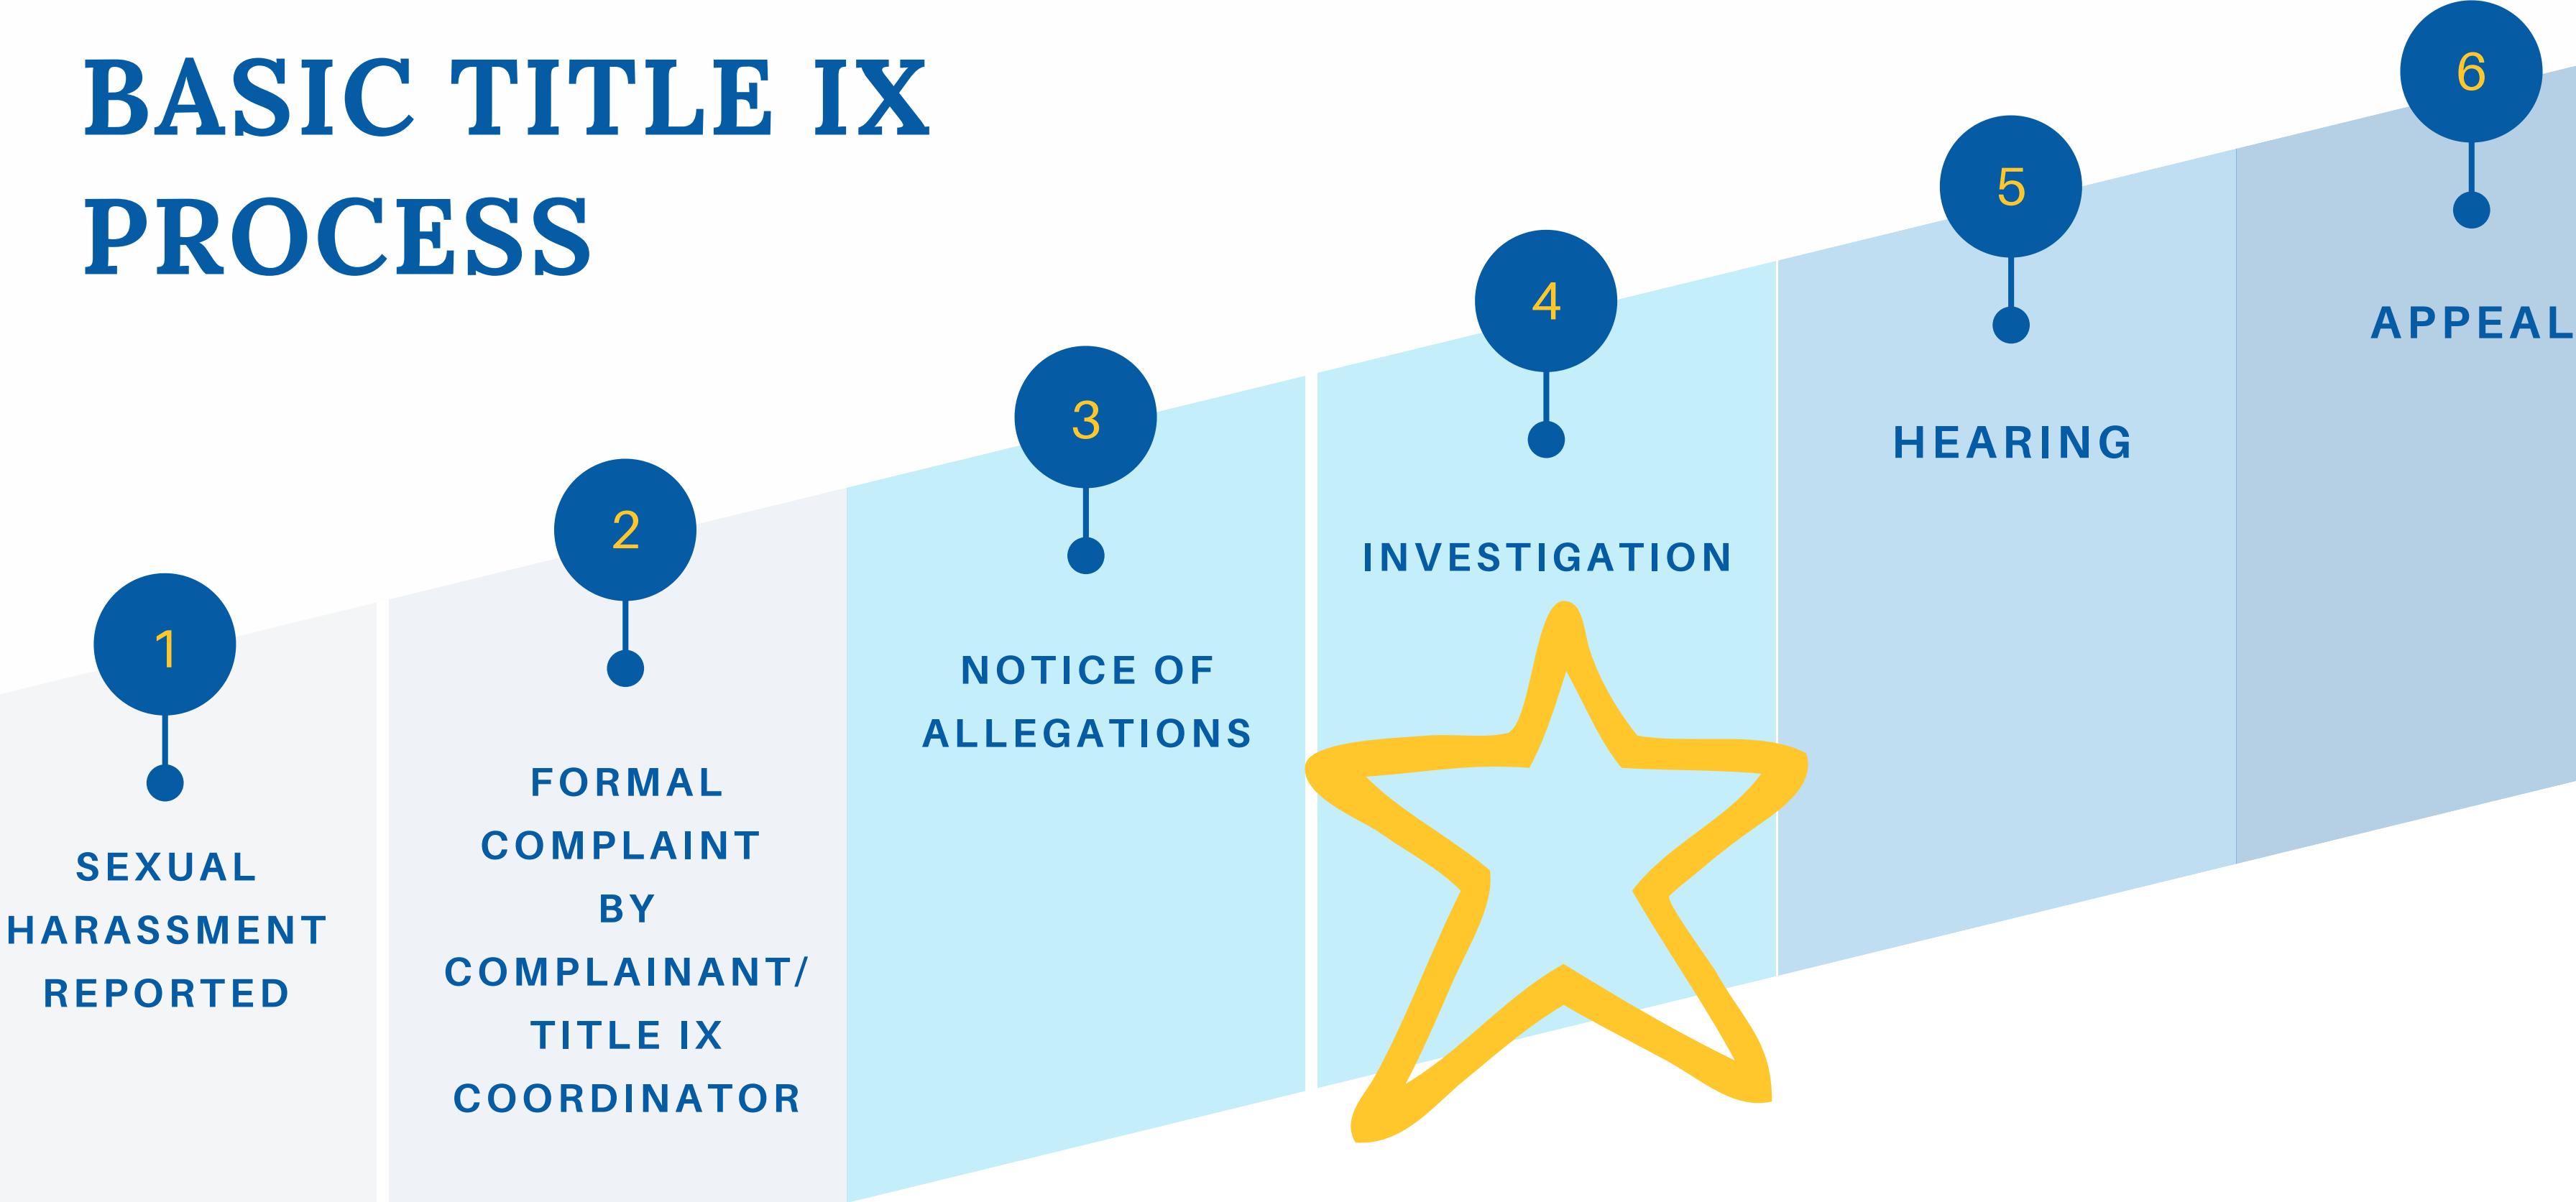 BASIC TITLE IX
PROCESS
1
SEXUAL
HARASSMENT
REPORTED
2
FORMAL
COMPLAINT
BY
COMPLAINANT/
TITLE IX
COORDINATOR
3
NOTICE OF
ALLEGATIONS
4
INVESTIGATION
5
HEARING
6
APPEAL